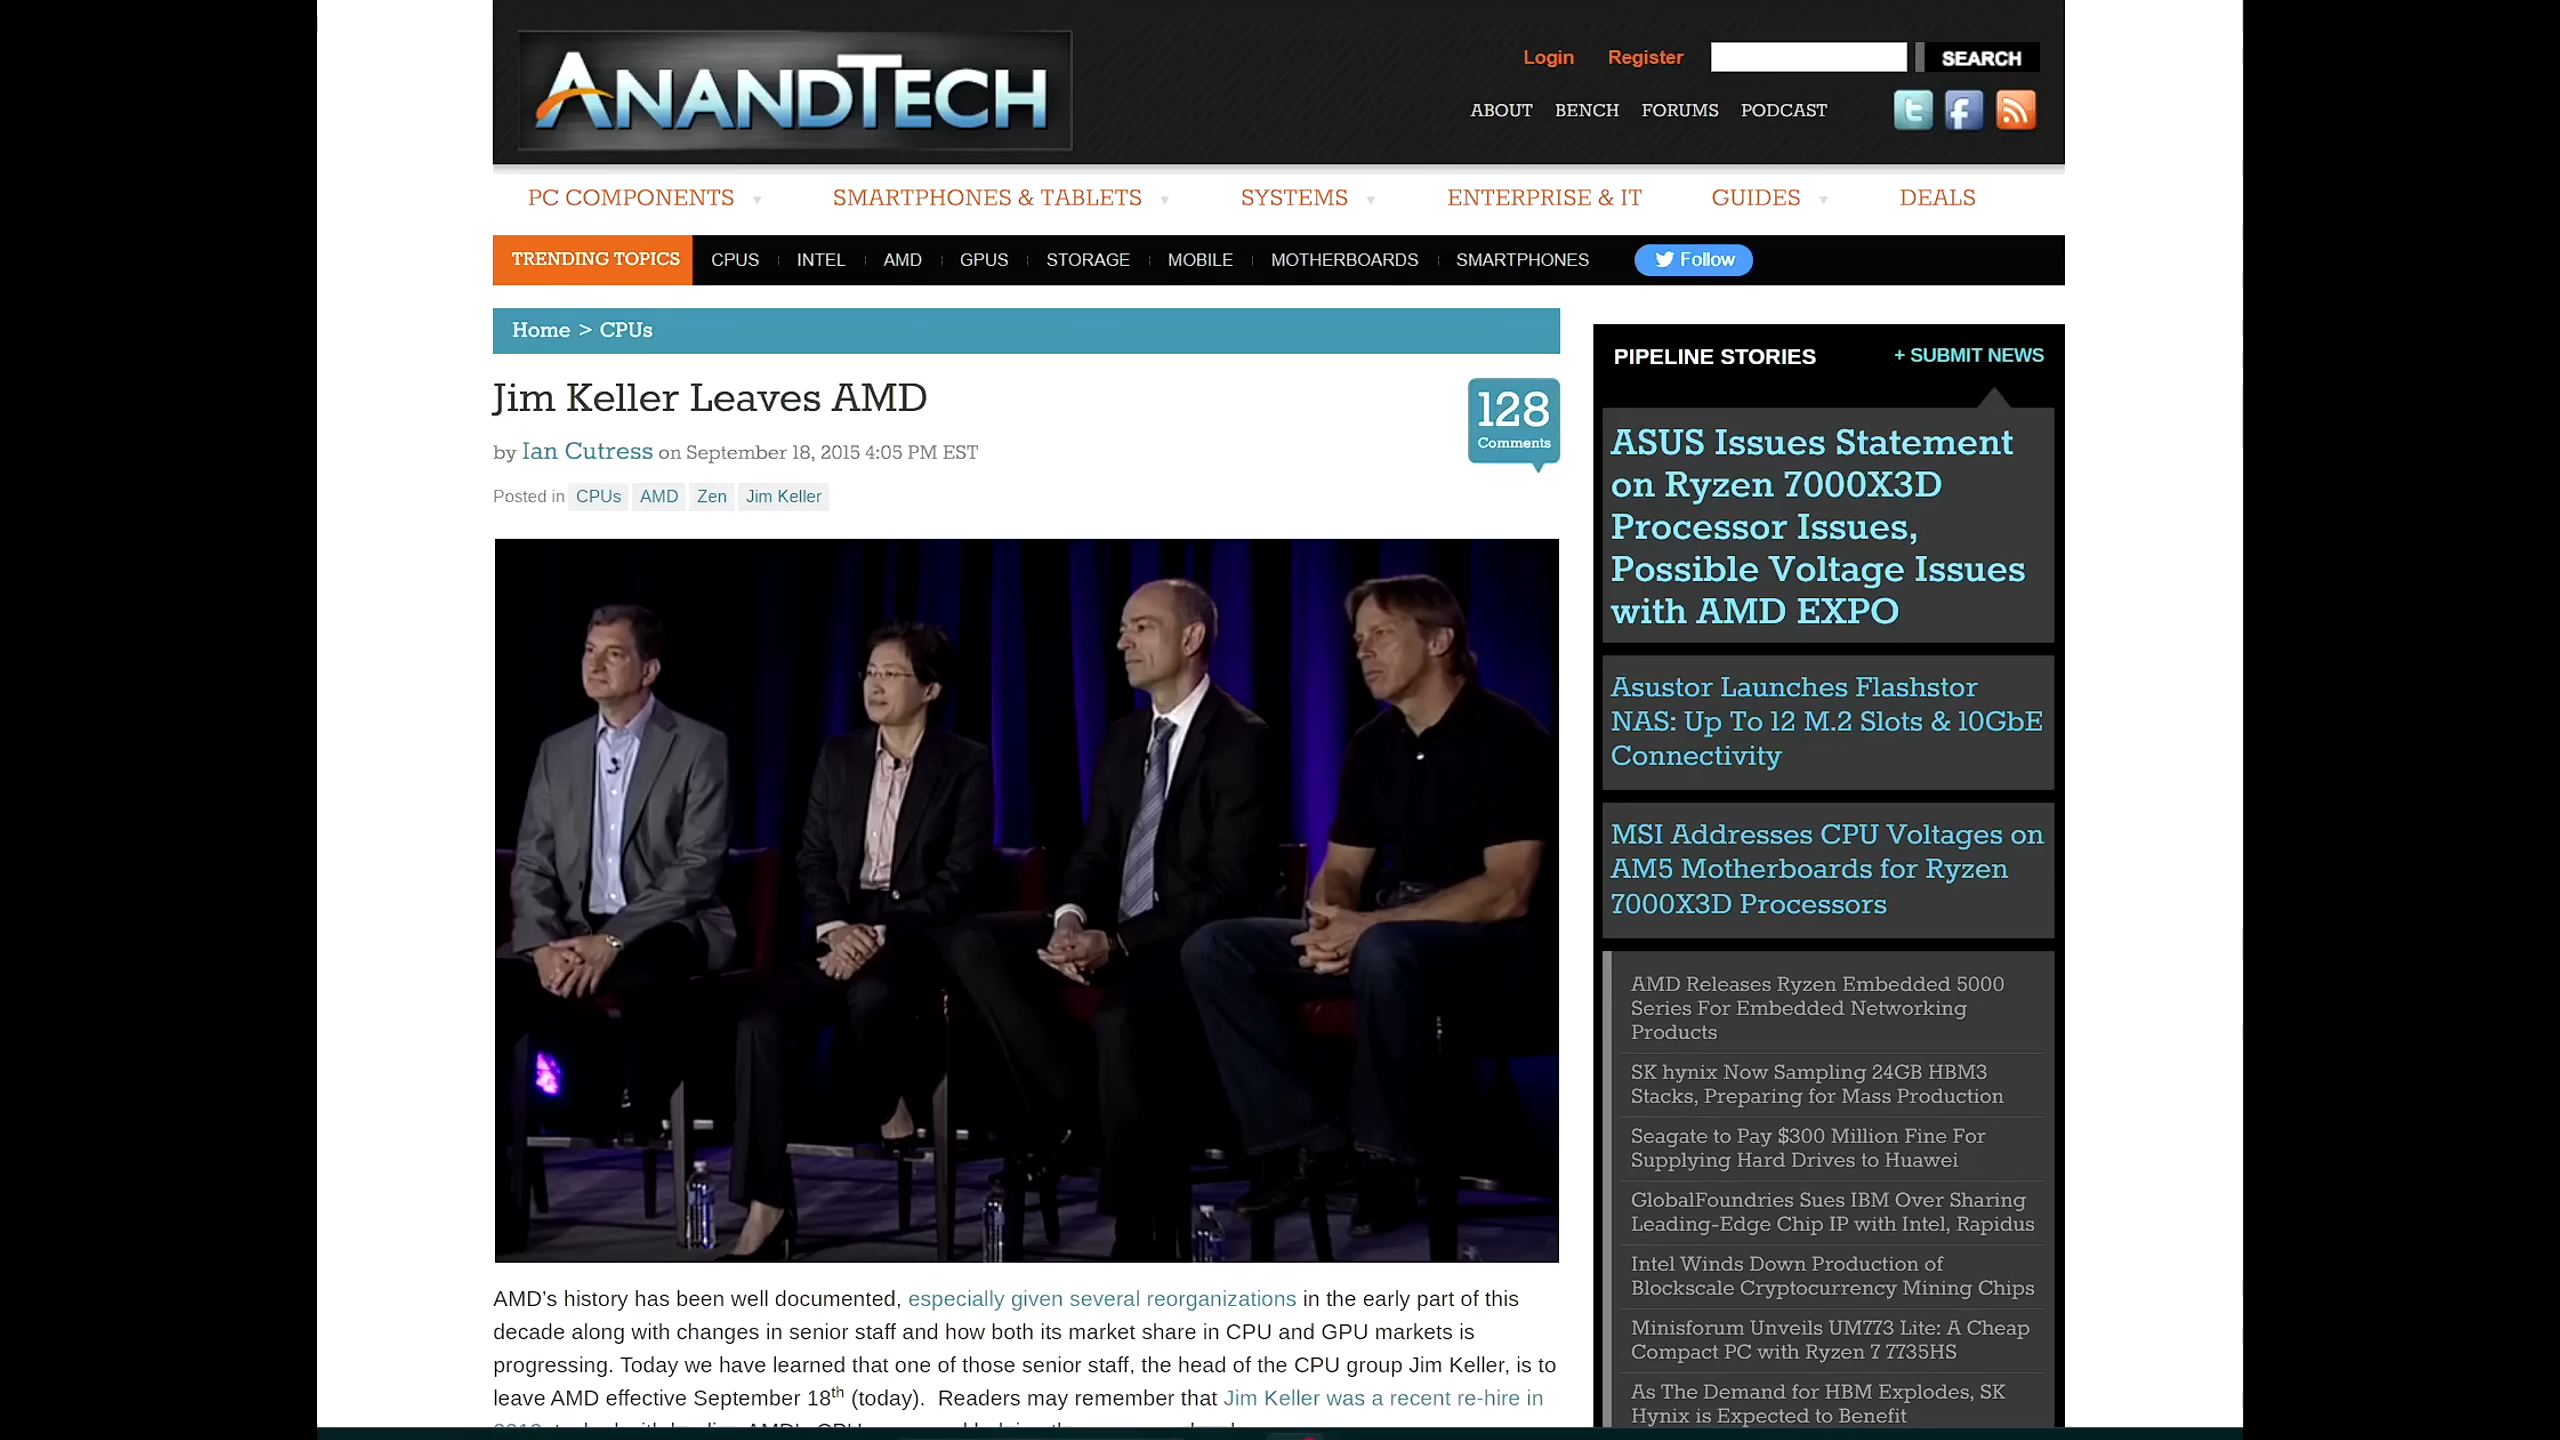 ANANDTECH
Login Register SEARCH
ABOUT BENCH FORUMS PODCAST
PC COMPONENTS SMARTPHONES & TABLETS SYSTEMS ENTERPRISE & IT GUIDES DEALS
TRENDING TOPICS CPUS INTEL AMD GPUS STORAGE MOBILE MOTHERBOARDS SMARTPHONES Follow
Home > CPUs
Jim Keller Leaves AMD
128
Comments
by Ian Cutress on September 18, 2015 4:05 PM EST
Posted in CPUs AMD Zen Jim Keller
AMD’s history has been well documented, especially given several reorganizations in the early part of this
decade along with changes in senior staff and how both its market share in CPU and GPU markets is
progressing. Today we have learned that one of those senior staff, the head of the CPU group Jim Keller, is to
leave AMD effective September 18th (today). Readers may remember that Jim Keller was a recent re-hire in
PIPELINE STORIES + SUBMIT NEWS
ASUS Issues Statement
on Ryzen 7000X3D
Processor Issues,
Possible Voltage Issues
with AMD EXPO
Asustor Launches Flashstor
NAS: Up To 12 M.2 Slots & 10GbE
Connectivity
MSI Addresses CPU Voltages on
AM5 Motherboards for Ryzen
7000X3D Processors
AMD Releases Ryzen Embedded 5000
Series For Embedded Networking
Products
SK hynix Now Sampling 24GB HBM3
Stacks, Preparing for Mass Production
Seagate to Pay $300 Million Fine For
Supplying Hard Drives to Huawei
GlobalFoundries Sues IBM Over Sharing
Leading-Edge Chip IP with Intel, Rapidus
Intel Winds Down Production of
Blockscale Cryptocurrency Mining Chips
Minisforum Unveils UM773 Lite: A Cheap
Compact PC with Ryzen 7 7735HS
As The Demand for HBM Explodes, SK
Hynix is Expected to Benefit